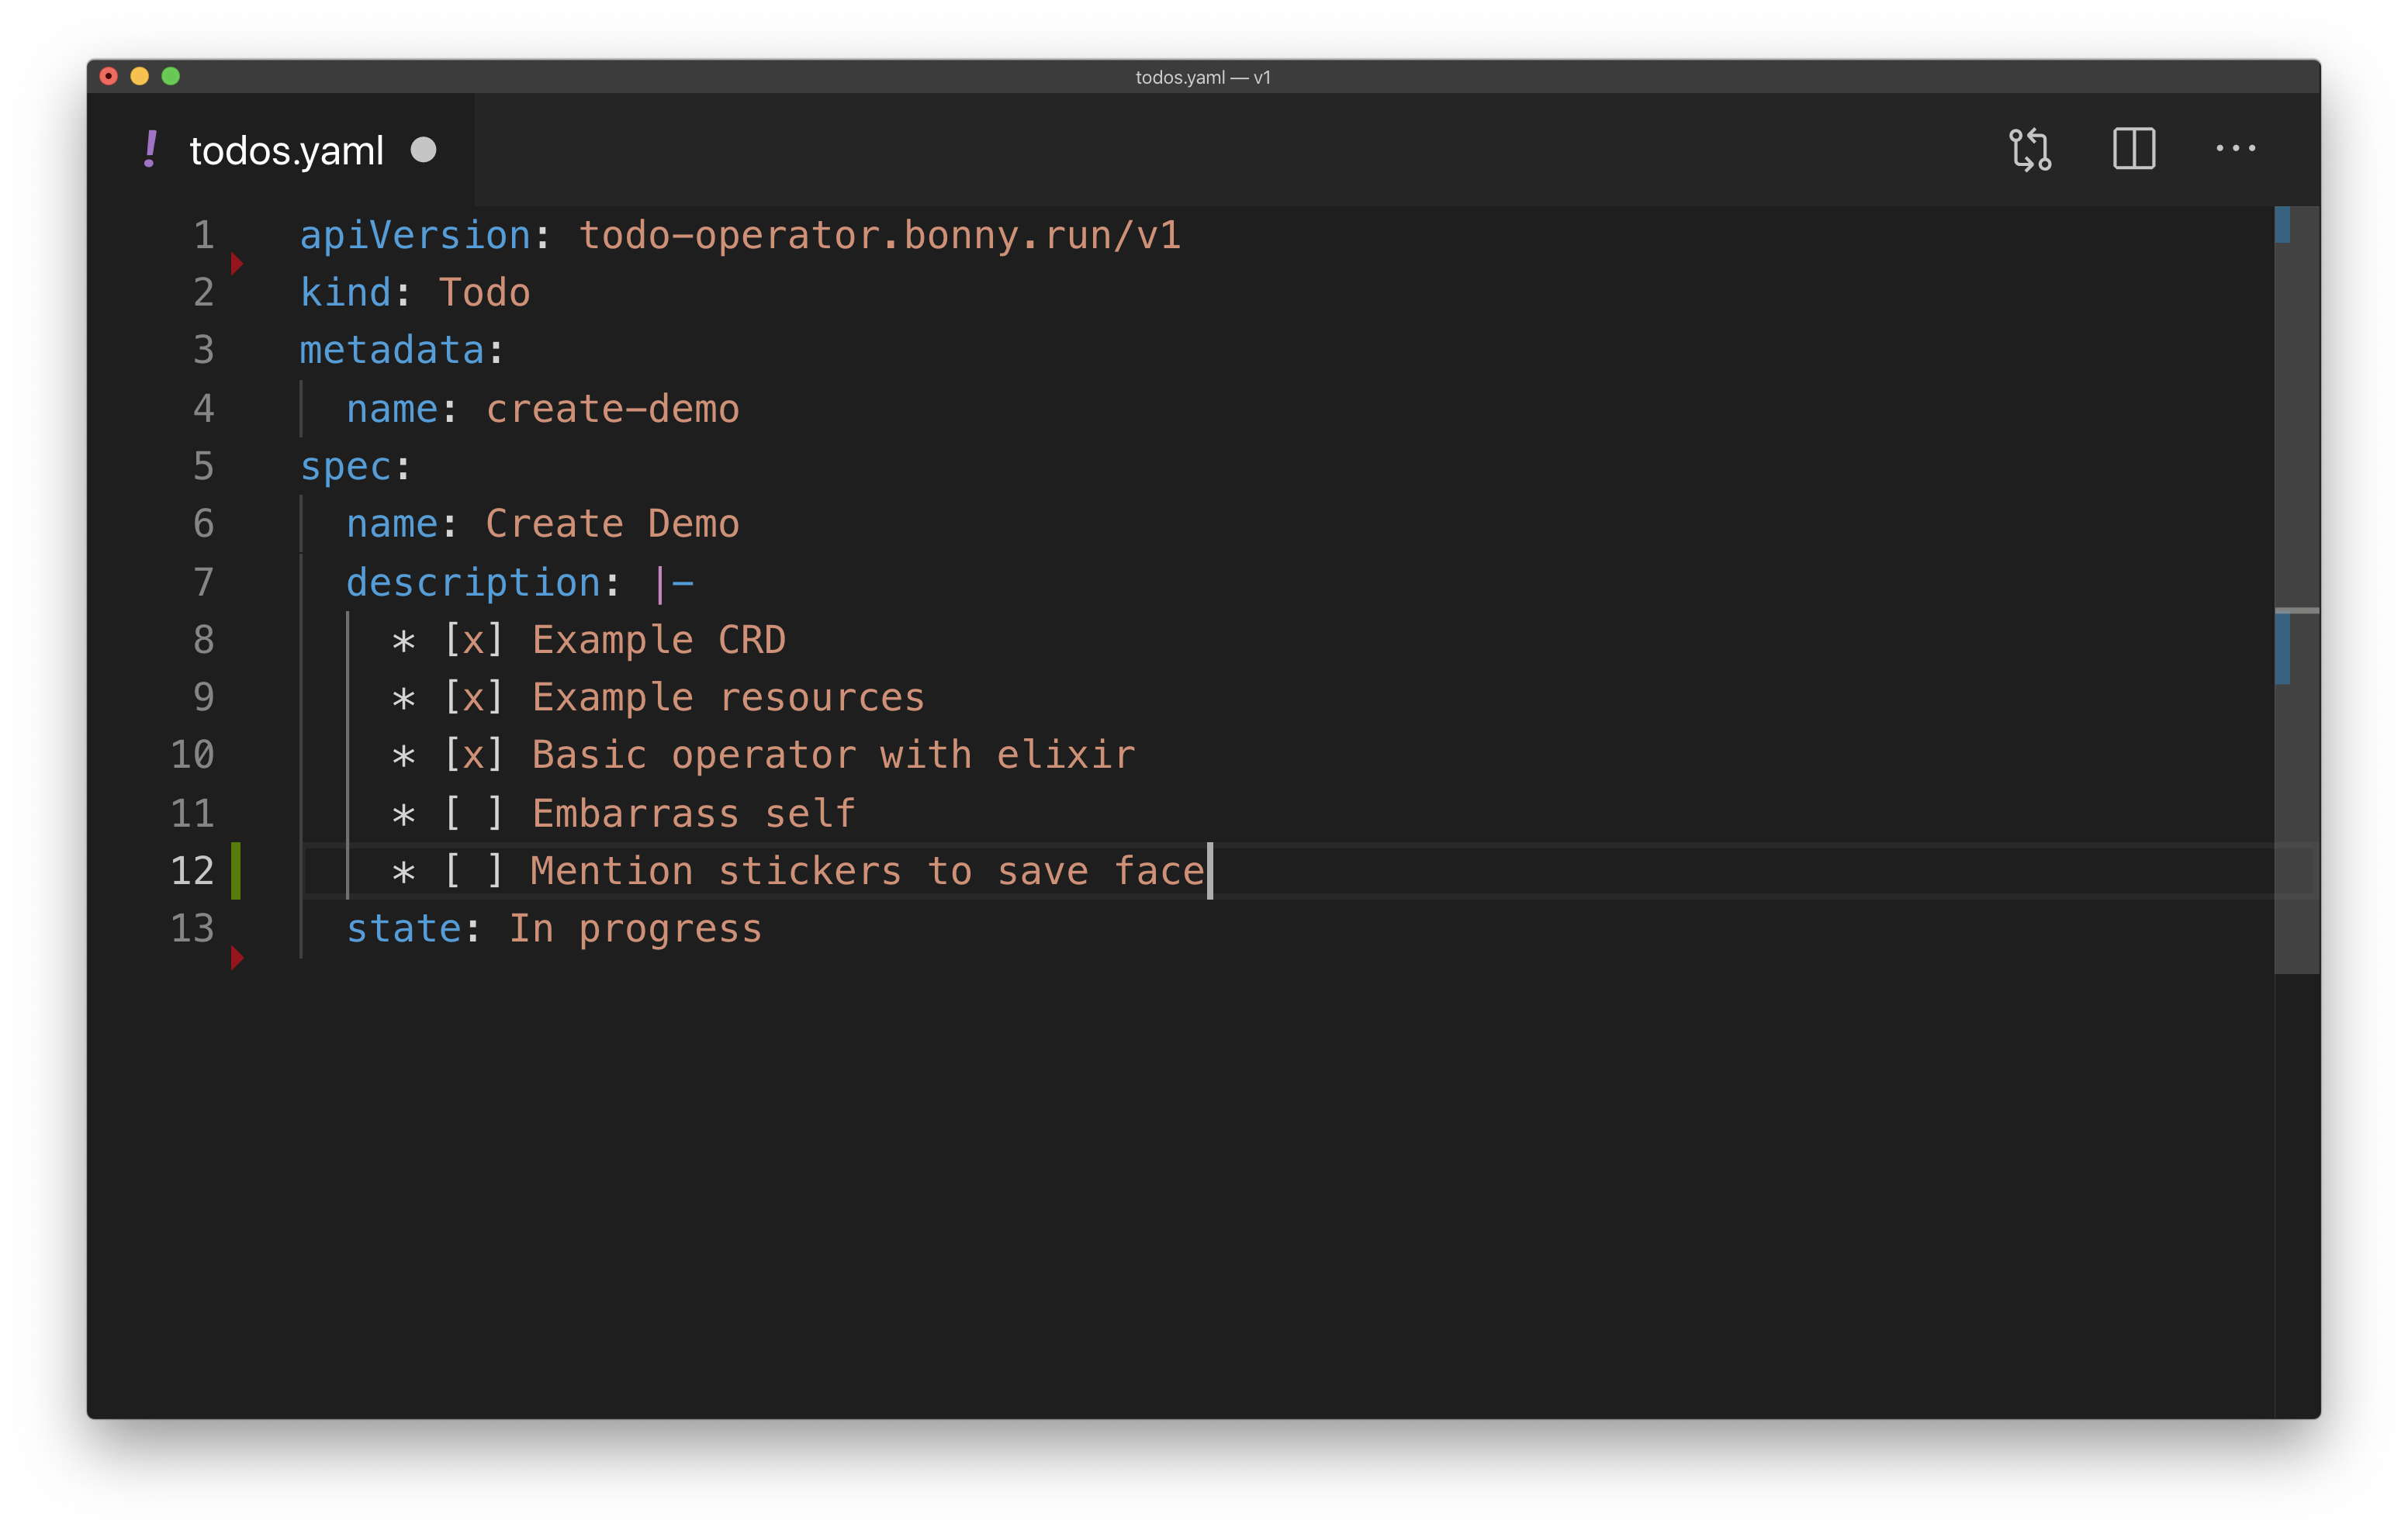 todos.yaml — v1
! todos.yaml
1 apiVersion: todo-operator.bonny.run/v1
2 kind: Todo
3 metadata:
4   name: create-demo
5 spec:
6   name: Create Demo
7   description: |-
8     * [x] Example CRD
9     * [x] Example resources
10     * [x] Basic operator with elixir
11     * [ ] Embarrass self
12     * [ ] Mention stickers to save face
13   state: In progress